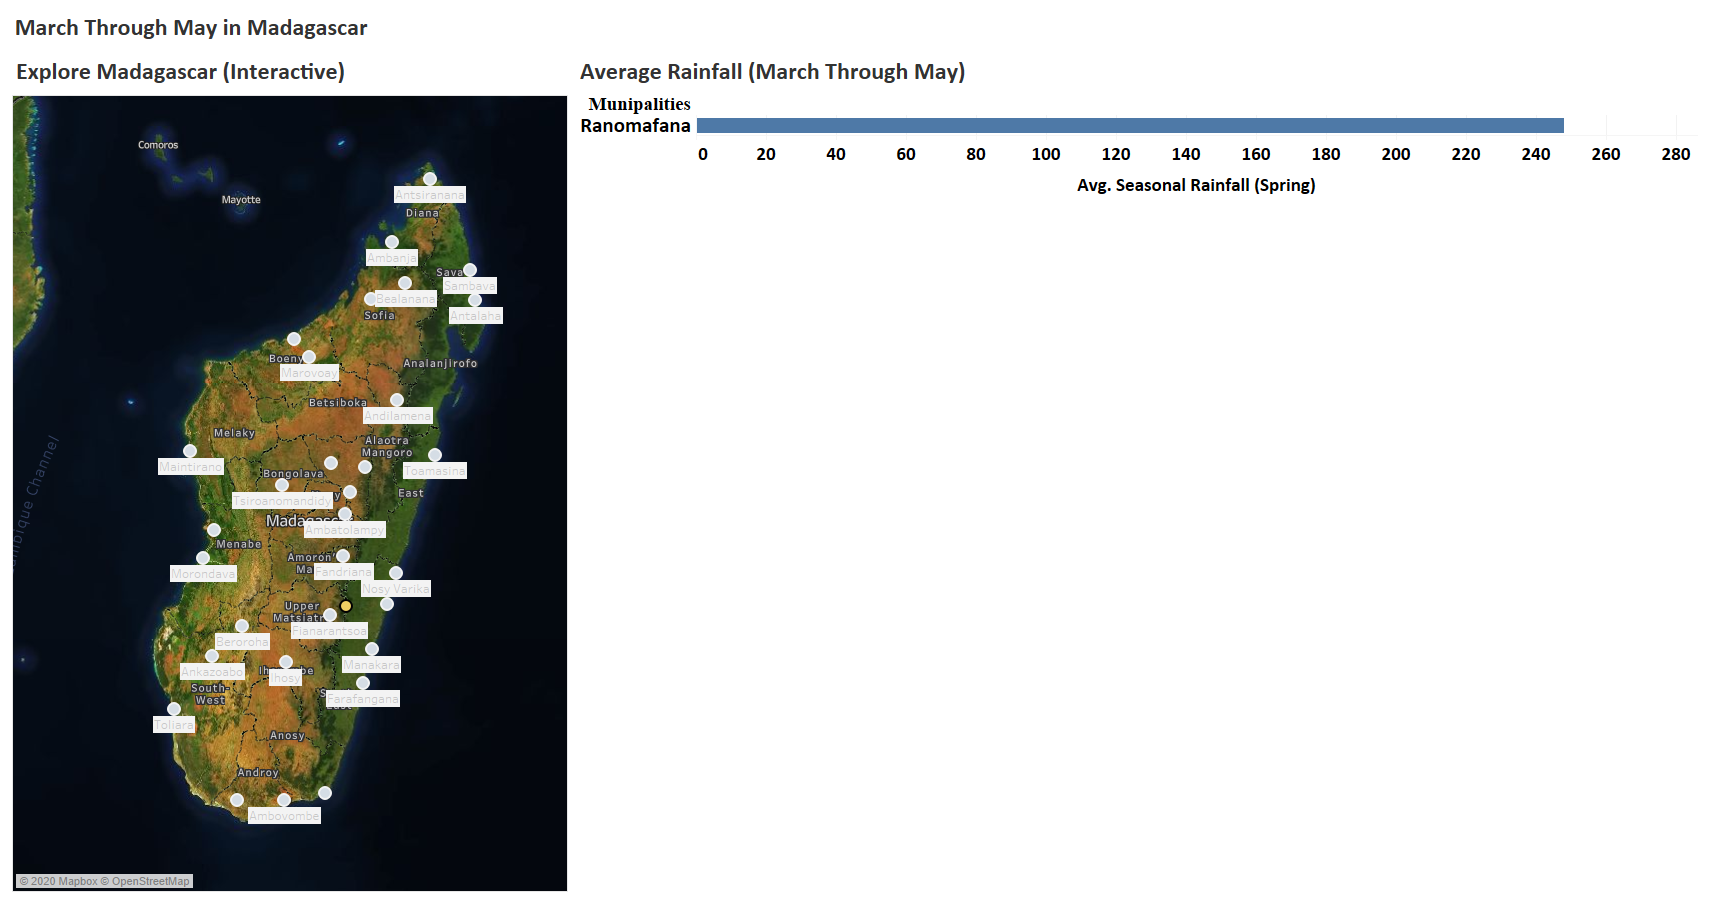 March Through May in Madagascar
Explore Madagascar (Interactive)
Average Rainfall (March Through May)
Munipalities
Ranomafana
0 20 40 60 80 100 120 140 160 180 200 220 240 260 280
Avg. Seasonal Rainfall (Spring)
Comoros
Mayotte
Antsiranana
Diana
Ambanja
Sava
Sambava
Bealanana
Sofia
Antalaha
Boeny
Analanjirofo
Marovoay
Betsiboka
Andilamena
Melaky
Alaotra
Mangoro
Maintirano
Bongolava
Toamasina
East
Tsiroanomandidy
Ambatolampy
Menabe
Amoron'
Morondava
Fandriana
Nosy Varika
Upper
Matsiatr
Fianarantsoa
Beroroha
Manakara
Ankazoabo
Ihosy
South-
West
Farafangana
Toliara
Anosy
Androy
Ambovombe
Channel
© 2020 Mapbox © OpenStreetMap